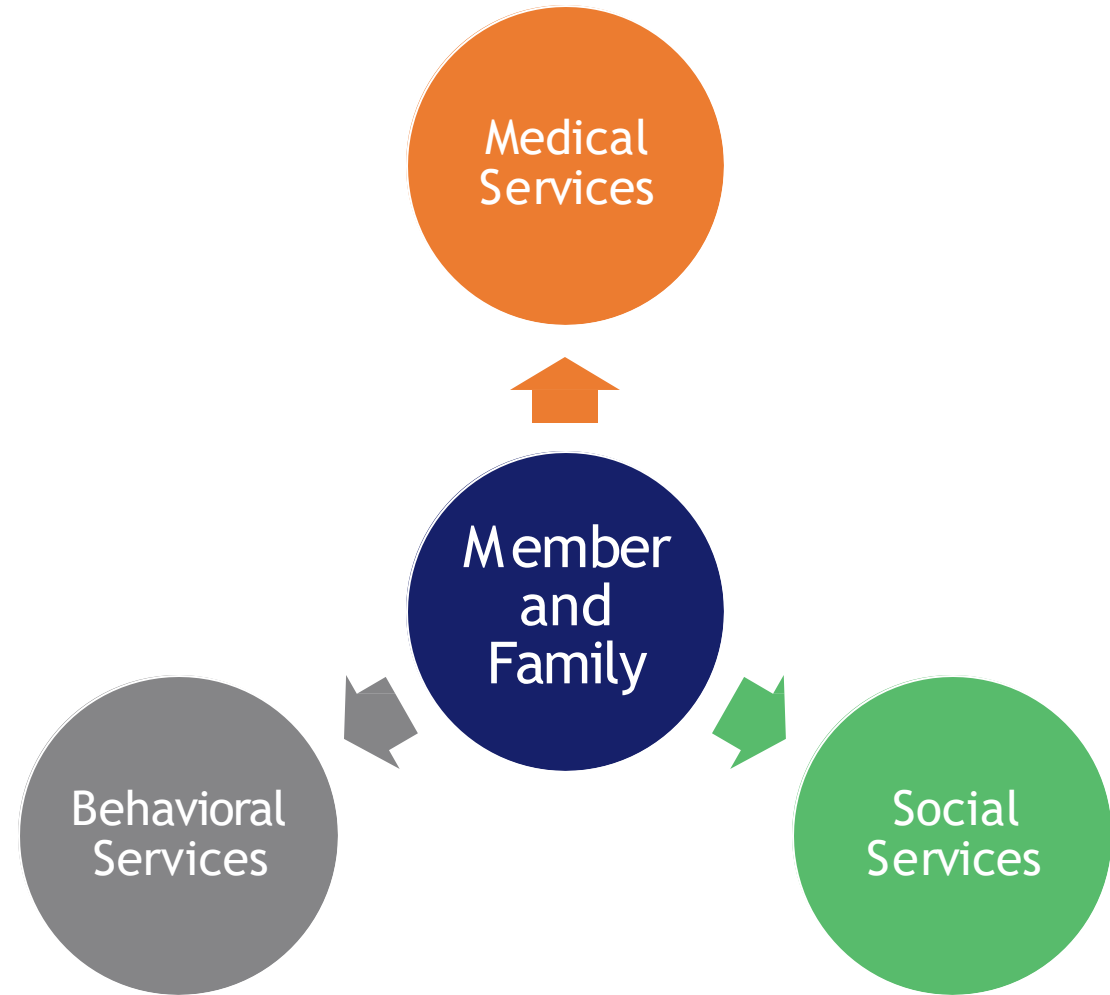 Medical
Services
Member
and
Family
Behavioral
Services
Social
Services